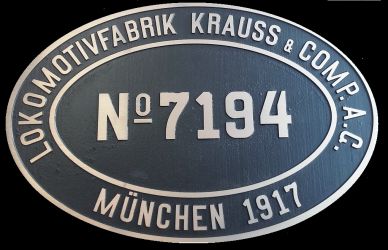 LOKOMOTIVFABRIK KRAUSS & COMP. A.G.
Nº 7194
MÜNCHEN 1917